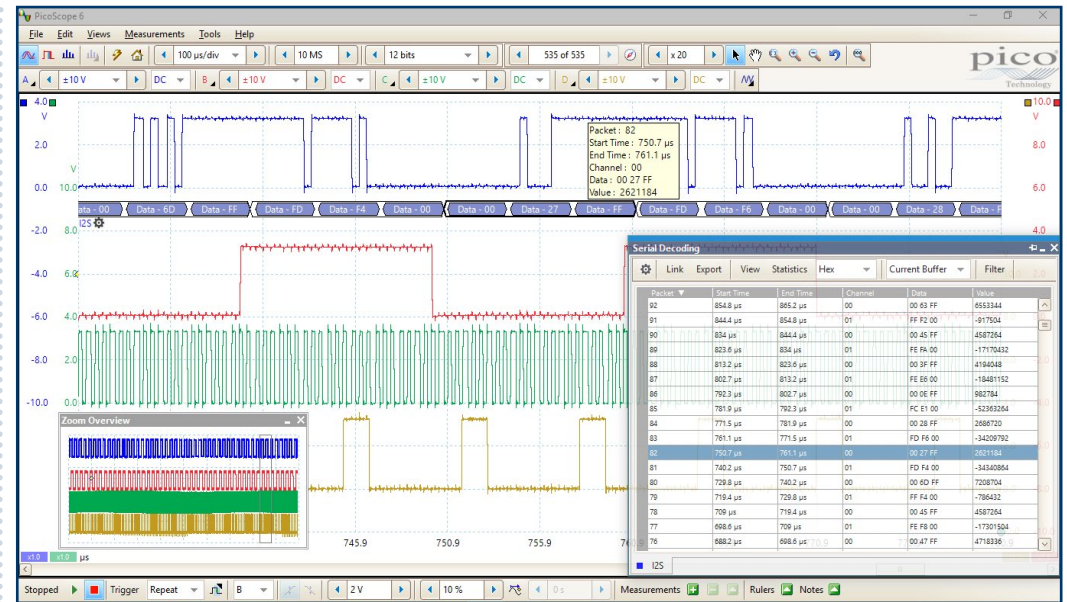 PicoScope 6
File Edit Views Measurements Tools Help
100 µs/div 10 MS 12 bits 535 of 535 x 20
pico
Technology
A ±10 V DC B ±10 V DC C ±10 V DC D ±10 V DC
4.0 10.0
V V
2.0 8.0
V
0.0 10.0 6.0
Data - 6D Data - FF Data - FD Data - F4 Data - 00 Data - 00 Data - 27 Data - FF Data - FD Data - F6 Data - 00 Data - 00 Data - 28
I2S
Packet : 82
Start Time : 750.7 µs
End Time : 761.1 µs
Channel : 00
Data : 00 27 FF
Value : 2621184
-2.0 8.0 4.0
-4.0 6.0
-6.0 4.0
-8.0 2.0
-10.0 0.0
Serial Decoding
Link Export View Statistics Hex Current Buffer Filter
Packet Start Time End Time Channel Data Value
92 854.8 µs 865.2 µs 00 00 63 FF 6553344
91 844.4 µs 854.8 µs 01 FF F2 00 -917504
90 834 µs 844.4 µs 00 00 45 FF 4587264
89 823.6 µs 834 µs 01 FE FA 00 -17170432
88 813.2 µs 823.6 µs 00 00 3F FF 4194048
87 802.7 µs 813.2 µs 01 FE E6 00 -18481152
86 792.3 µs 802.7 µs 00 00 0E FF 982784
85 781.9 µs 792.3 µs 01 FC E1 00 -52363264
84 771.5 µs 781.9 µs 00 00 28 FF 2686720
83 761.1 µs 771.5 µs 01 FD F6 00 -34209792
82 750.7 µs 761.1 µs 00 00 27 FF 2621184
81 740.2 µs 750.7 µs 01 FD F4 00 -34340864
80 729.8 µs 740.2 µs 00 00 6D FF 7208704
79 719.4 µs 729.8 µs 01 FF F4 00 -786432
78 709 µs 719.4 µs 00 00 45 FF 4587264
77 698.6 µs 709 µs 01 FE F8 00 -17301504
76 688.2 µs 698.6 µs 00 00 47 FF 4718336
I2S
Zoom Overview
745.9 750.9 755.9
x1.0 x1.0 µs
Stopped Trigger Repeat B 2 V 10 % 0 s Measurements Rulers Notes